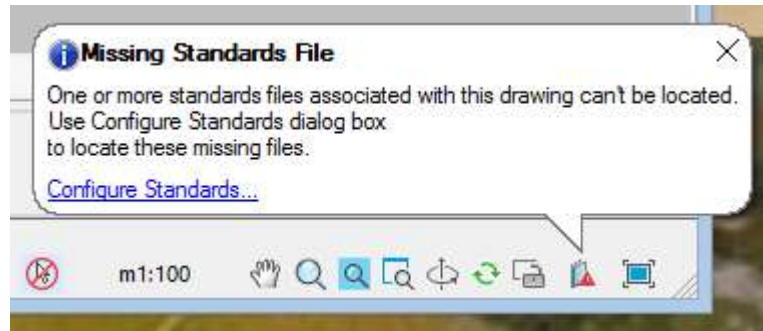 Missing Standards File
One or more standards files associated with this drawing can't be located.
Use Configure Standards dialog box
to locate these missing files.
Configure Standards...
m1:100